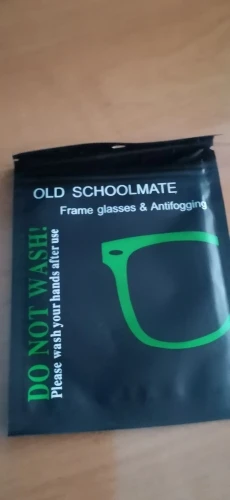 OLD SCHOOLMATE
Frame glasses & Antifogging
DO NOT WASH!
Please wash your hands after use